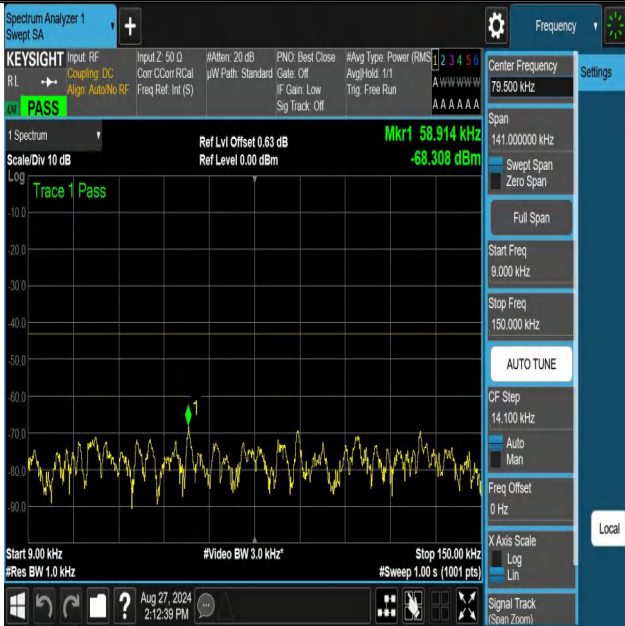 Spectrum Analyzer 1
Swept SA
+
Frequency
KEYSIGHT
RL
PASS
Input: RF
Coupling: DC
Align: Auto/No RF
Input Z: 50 Ω
Corr CCorr RCal
Freq Ref: Int (S)
#Atten: 20 dB
µW Path: Standard
PNO: Best Close
Gate: Off
IF Gain: Low
Sig Track: Off
#Avg Type: Power (RMS
Avg|Hold: 1/1
Trig: Free Run
1 2 3 4 5 6
A W W W W W
A A A A A A
1 Spectrum
Scale/Div 10 dB
Ref Lvl Offset 0.63 dB
Ref Level 0.00 dBm
Mkr1 58.914 kHz
-68.308 dBm
Log
Trace 1 Pass
-10.0
-20.0
-30.0
-40.0
-50.0
-60.0
-70.0
-80.0
-90.0
1
Start 9.00 kHz
#Res BW 1.0 kHz
#Video BW 3.0 kHz*
Stop 150.00 kHz
#Sweep 1.00 s (1001 pts)
Aug 27, 2024
2:12:39 PM
Center Frequency
79.500 kHz
Settings
Span
141.000000 kHz
Swept Span
Zero Span
Full Span
Start Freq
9.000 kHz
Stop Freq
150.000 kHz
AUTO TUNE
CF Step
14.100 kHz
Auto
Man
Freq Offset
0 Hz
Local
X Axis Scale
Log
Lin
Signal Track
(Span Zoom)